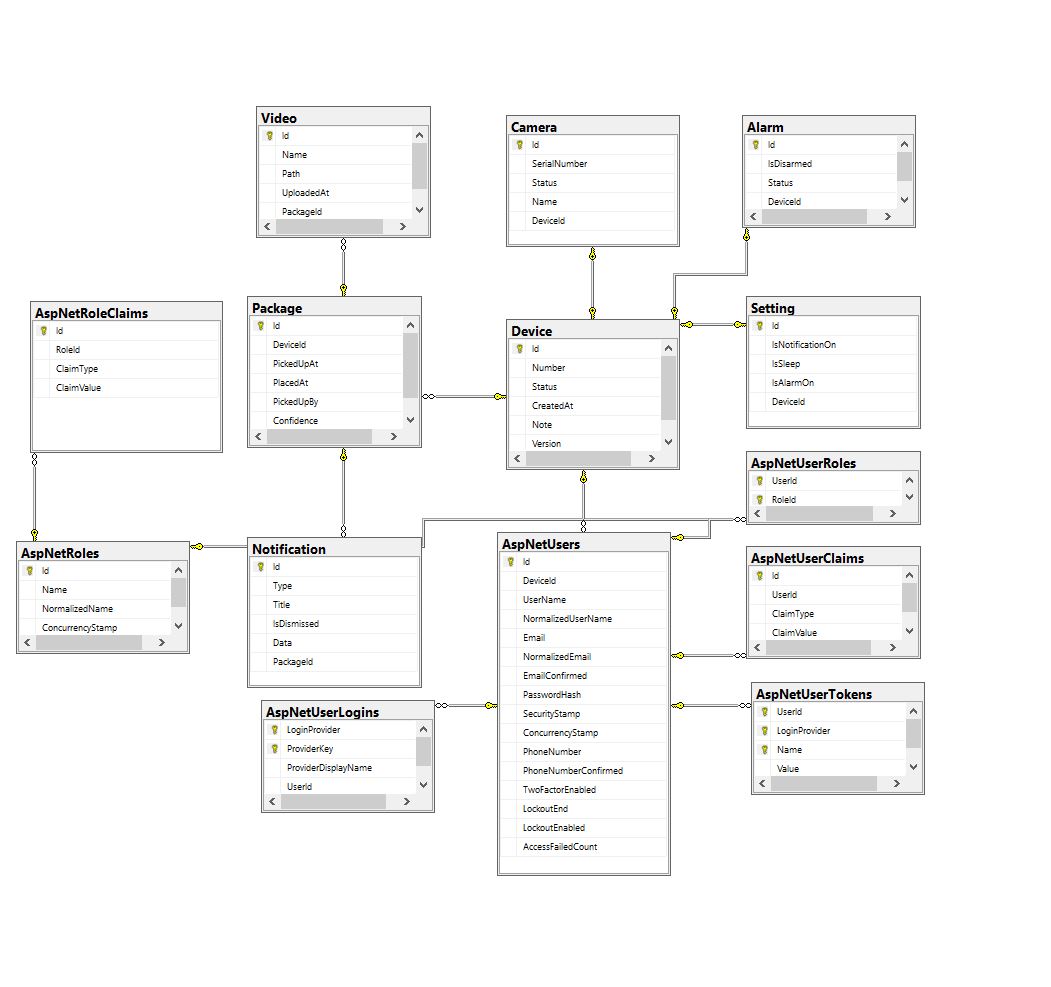 Video
Id
Name
Path
UploadedAt
PackageId
Camera
Id
SerialNumber
Status
Name
DeviceId
Alarm
Id
IsDisarmed
Status
DeviceId
AspNetRoleClaims
Id
RoleId
ClaimType
ClaimValue
Package
Id
DeviceId
PickedUpAt
PlacedAt
PickedUpBy
Confidence
Device
Id
Number
Status
CreatedAt
Note
Version
Setting
Id
IsNotificationOn
IsSleep
IsAlarmOn
DeviceId
AspNetUserRoles
UserId
RoleId
AspNetRoles
Id
Name
NormalizedName
ConcurrencyStamp
Notification
Id
Type
Title
IsDismissed
Data
PackageId
AspNetUsers
Id
DeviceId
UserName
NormalizedUserName
Email
NormalizedEmail
EmailConfirmed
PasswordHash
SecurityStamp
ConcurrencyStamp
PhoneNumber
PhoneNumberConfirmed
TwoFactorEnabled
LockoutEnd
LockoutEnabled
AccessFailedCount
AspNetUserClaims
Id
UserId
ClaimType
ClaimValue
AspNetUserLogins
LoginProvider
ProviderKey
ProviderDisplayName
UserId
AspNetUserTokens
UserId
LoginProvider
Name
Value